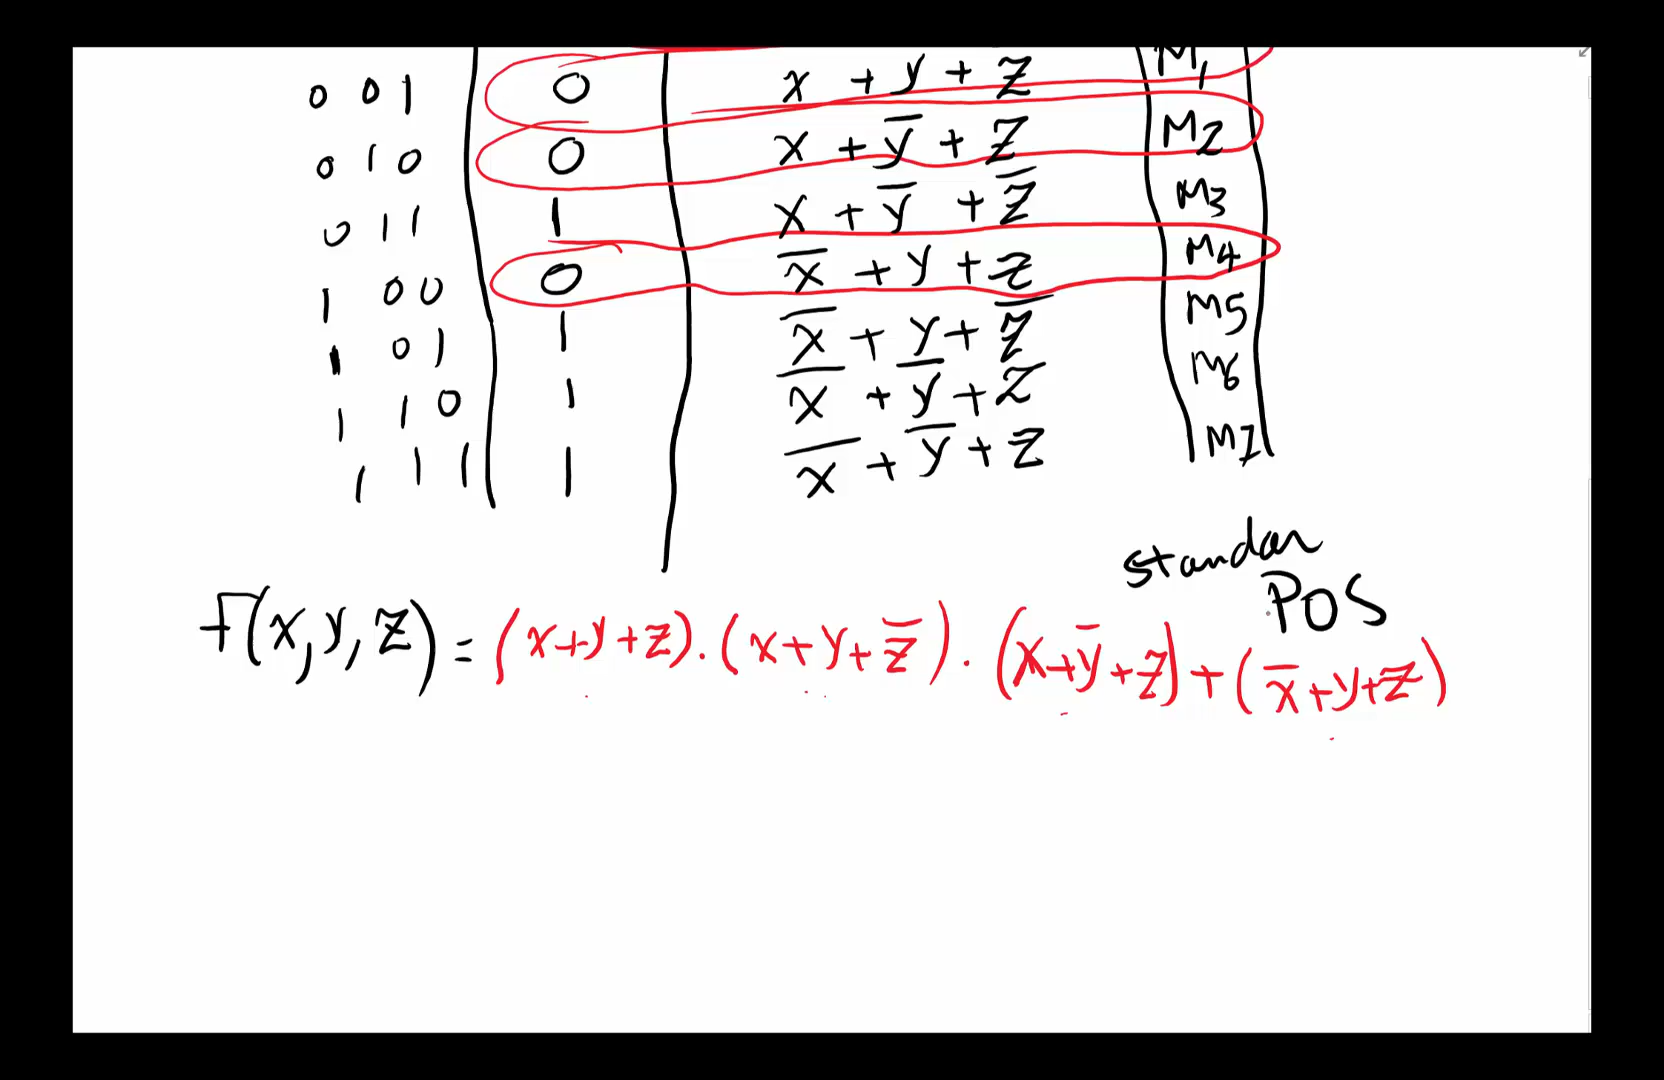 0 0 1 0 x + y + z̅ M1
0 1 0 0 x + y̅ + z M2
0 1 1 1 x + y̅ + z̅ M3
1 0 0 0 x̅ + y + z M4
1 0 1 1 x̅ + y + z̅ M5
1 1 0 1 x̅ + y̅ + z M6
1 1 1 1 x̅ + y̅ + z M7
standar
POS
f(x,y,z) = (x+y+z).(x+y+z̅).(x+y̅+z)+(x̅+y+z)